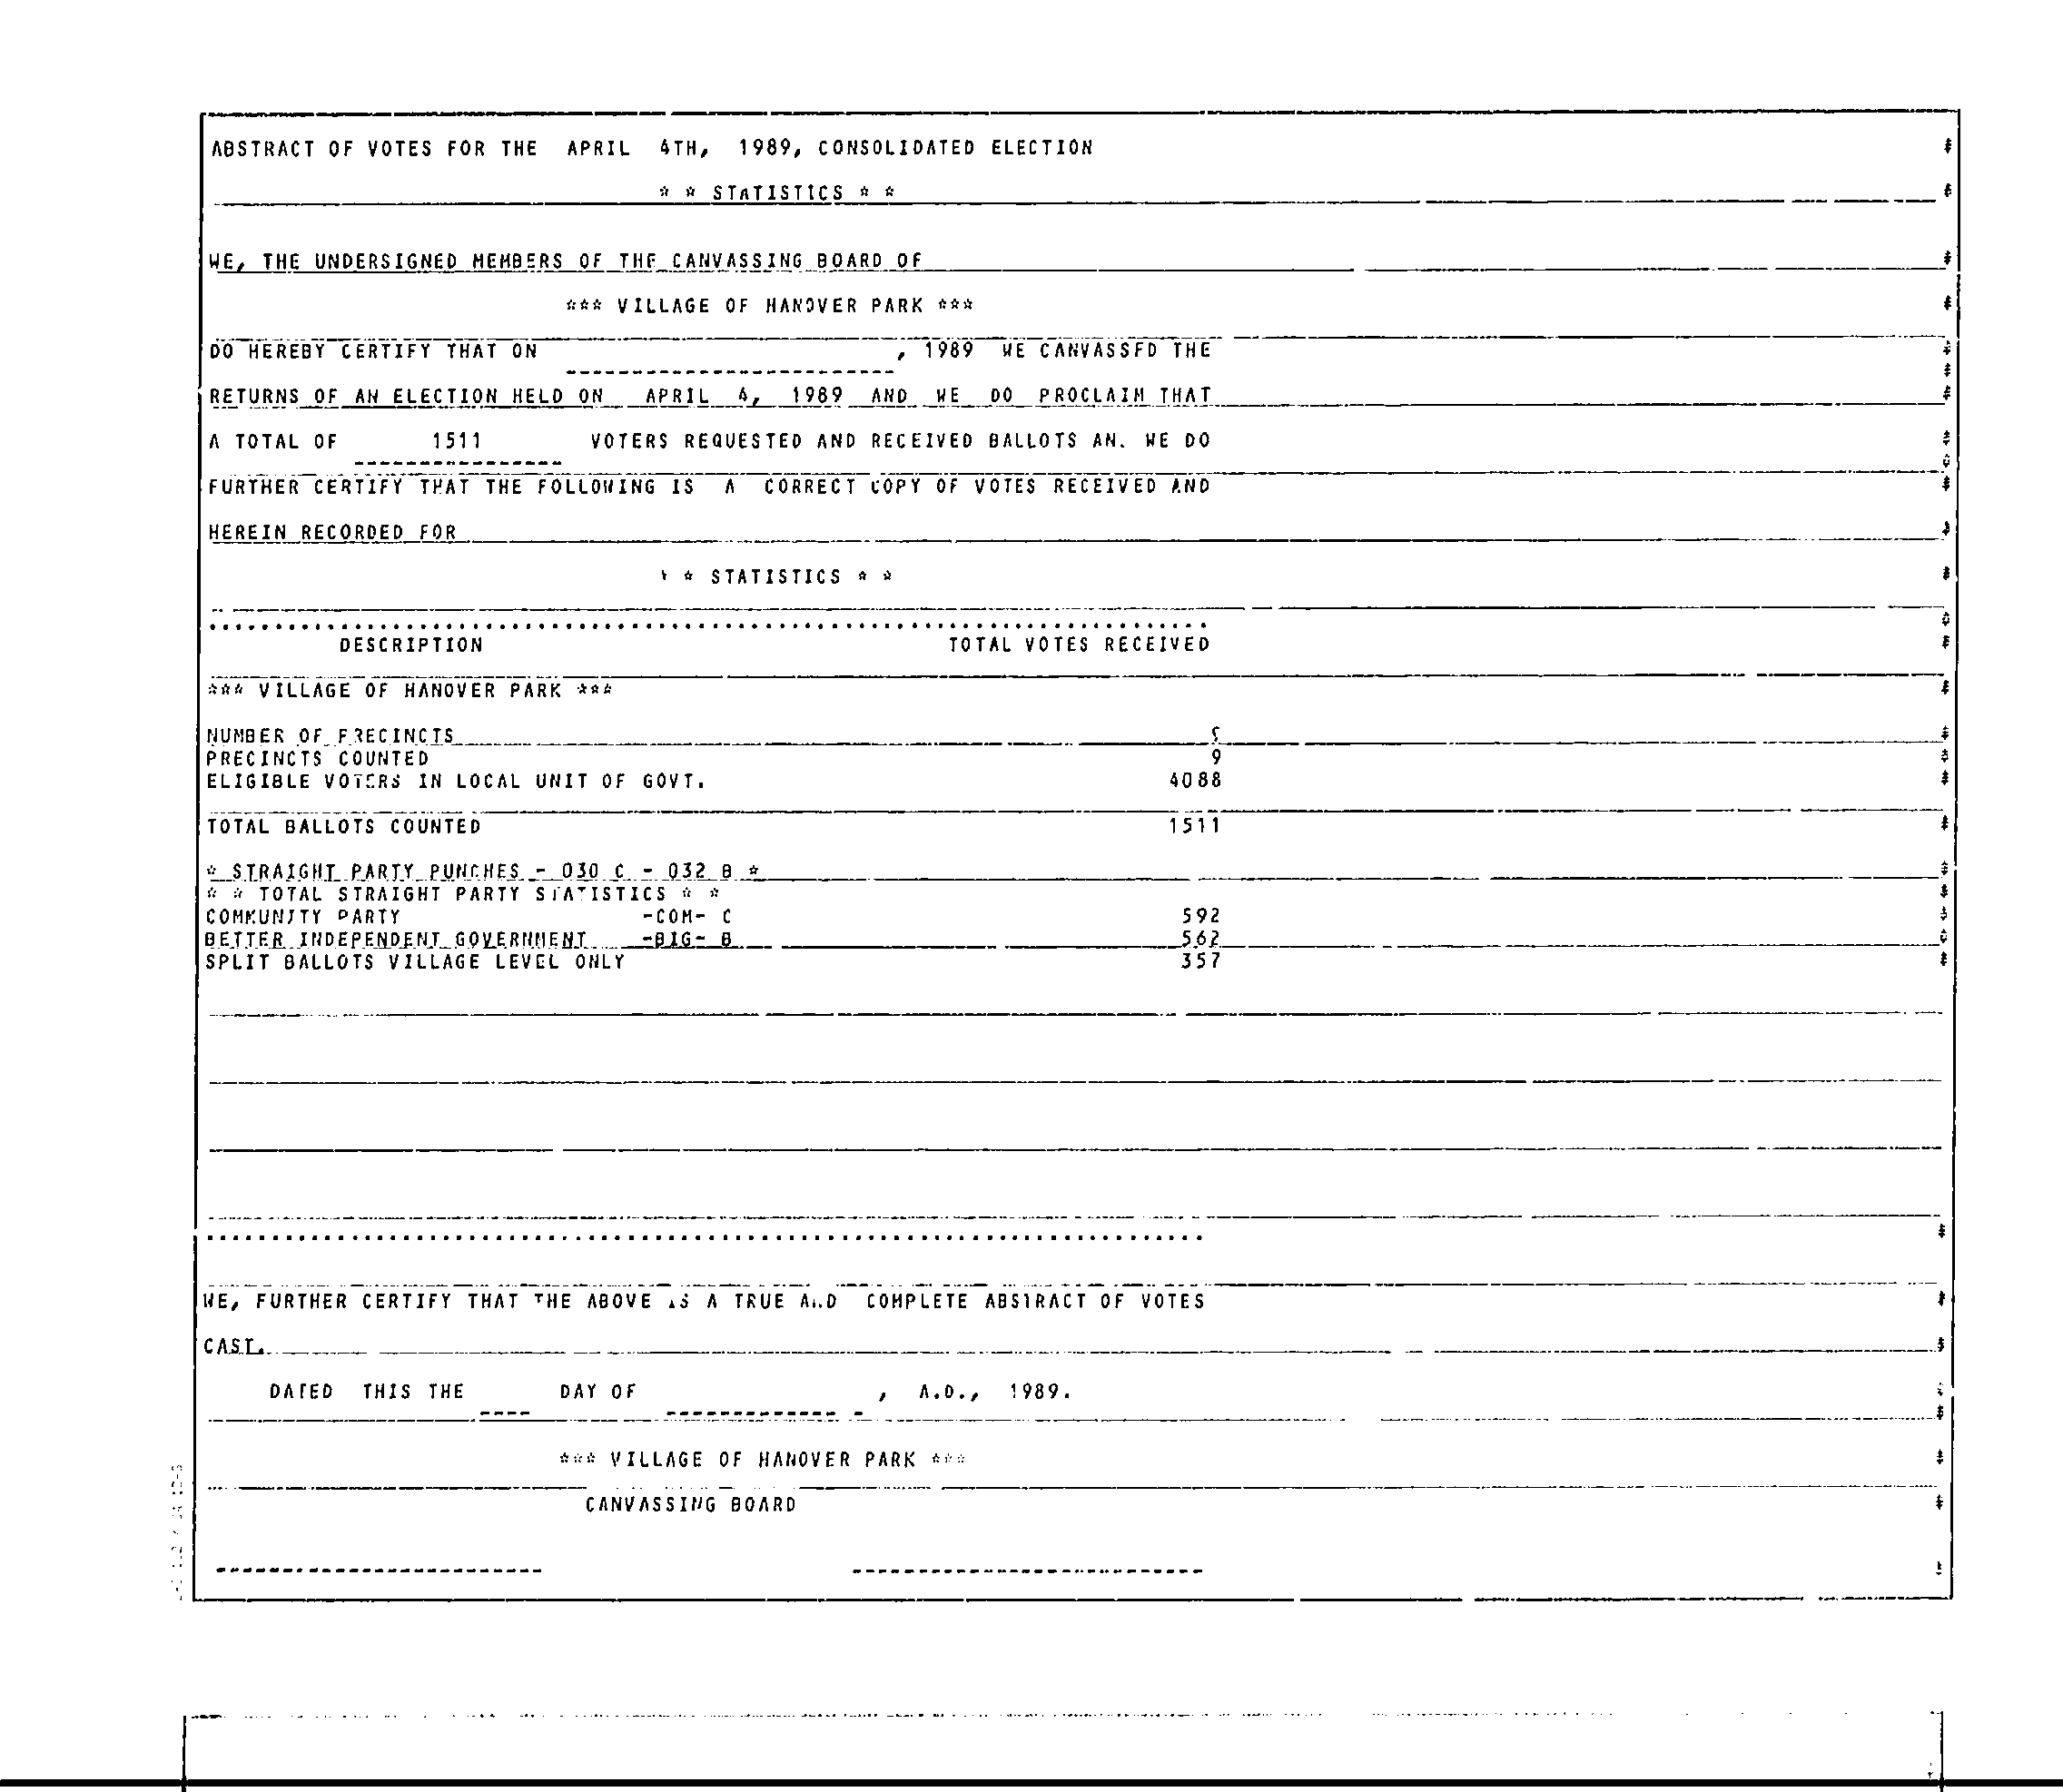 ABSTRACT OF VOTES FOR THE APRIL 4TH, 1989, CONSOLIDATED ELECTION
* * STATISTICS * *
WE, THE UNDERSIGNED MEMBERS OF THE CANVASSING BOARD OF
*** VILLAGE OF HANOVER PARK ***
DO HEREBY CERTIFY THAT ON , 1989 WE CANVASSED THE
RETURNS OF AN ELECTION HELD ON APRIL 4, 1989 AND WE DO PROCLAIM THAT
A TOTAL OF 1511 VOTERS REQUESTED AND RECEIVED BALLOTS AN. WE DO
FURTHER CERTIFY THAT THE FOLLOWING IS A CORRECT COPY OF VOTES RECEIVED AND
HEREIN RECORDED FOR
* * STATISTICS * *
DESCRIPTION TOTAL VOTES RECEIVED
*** VILLAGE OF HANOVER PARK ***
NUMBER OF PRECINCTS
PRECINCTS COUNTED 9
ELIGIBLE VOTERS IN LOCAL UNIT OF GOVT. 4088
TOTAL BALLOTS COUNTED 1511
* STRAIGHT PARTY PUNCHES - 030 C - 032 B *
* * TOTAL STRAIGHT PARTY STATISTICS * *
COMMUNITY PARTY -COM- C 592
BETTER INDEPENDENT GOVERNMENT -BIG- B 562
SPLIT BALLOTS VILLAGE LEVEL ONLY 357
WE, FURTHER CERTIFY THAT THE ABOVE IS A TRUE AND COMPLETE ABSTRACT OF VOTES
CAST.
DATED THIS THE DAY OF , A.D., 1989.
*** VILLAGE OF HANOVER PARK ***
CANVASSING BOARD